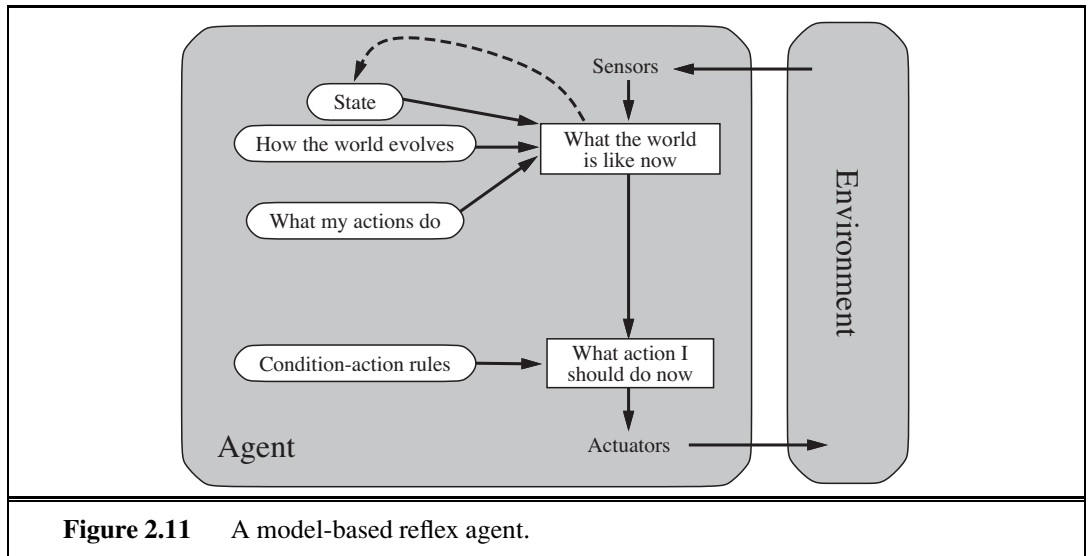 Sensors
State
How the world evolves
What the world
is like now
What my actions do
Environment
Condition-action rules
What action I
should do now
Agent
Actuators
Figure 2.11 A model-based reflex agent.